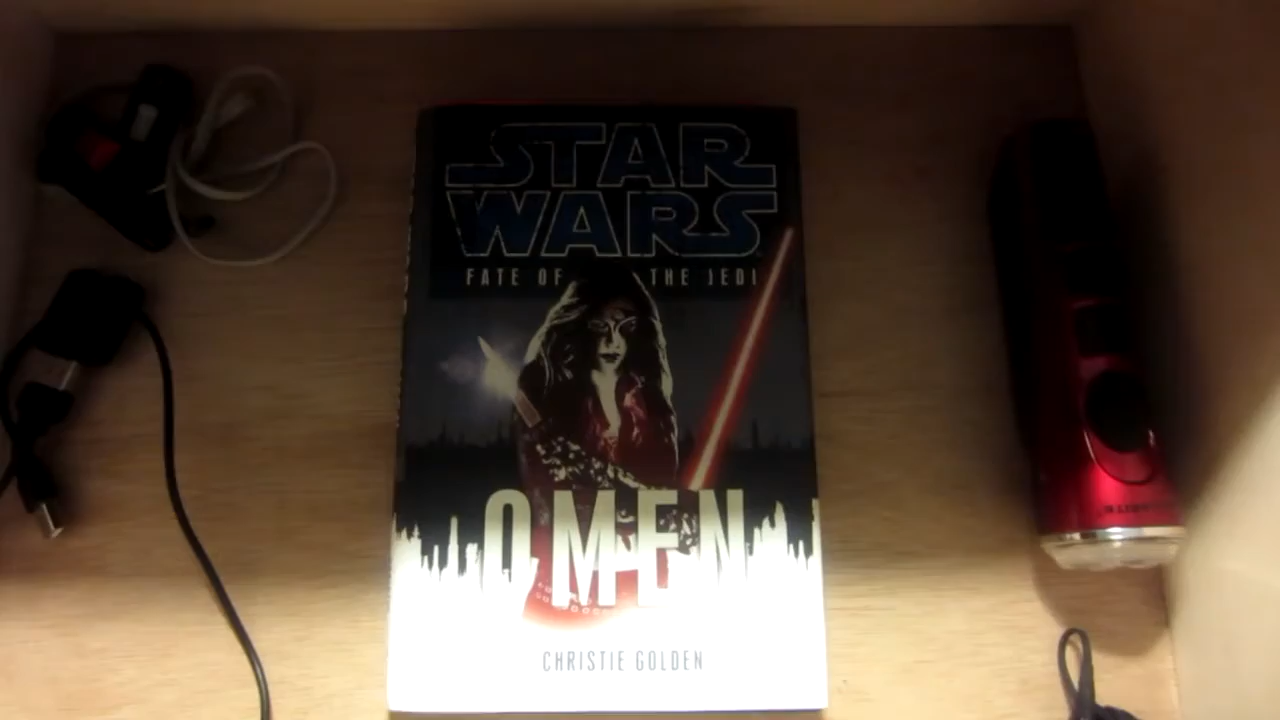 STAR
WARS
FATE OF THE JEDI
OMEN
CHRISTIE GOLDEN